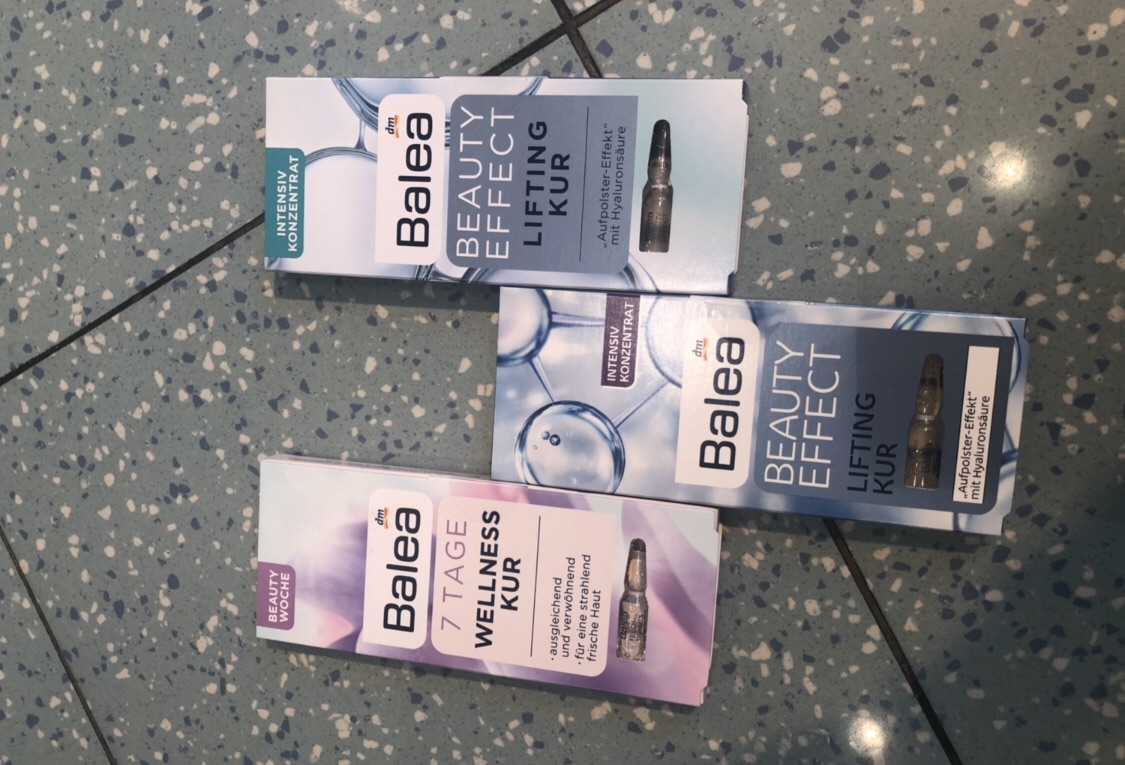 INTENSIV
KONZENTRAT
dm
Balea
BEAUTY
EFFECT
LIFTING
KUR
„Aufpolster-Effekt“
mit Hyaluronsäure
INTENSIV
KONZENTRAT
dm
Balea
BEAUTY
EFFECT
LIFTING
KUR
„Aufpolster-Effekt“
mit Hyaluronsäure
BEAUTY
WOCHE
dm
Balea
7 TAGE
WELLNESS
KUR
· ausgleichend
und verwöhnend
· für eine strahlend
frische Haut